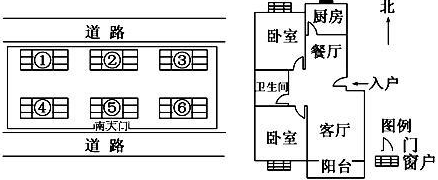 道路
① ② ③
④ ⑤ ⑥
南大门
道路
厨房
卧室
餐厅
卫生间
入户
卧室
客厅
阳台
北
图例
门
窗户